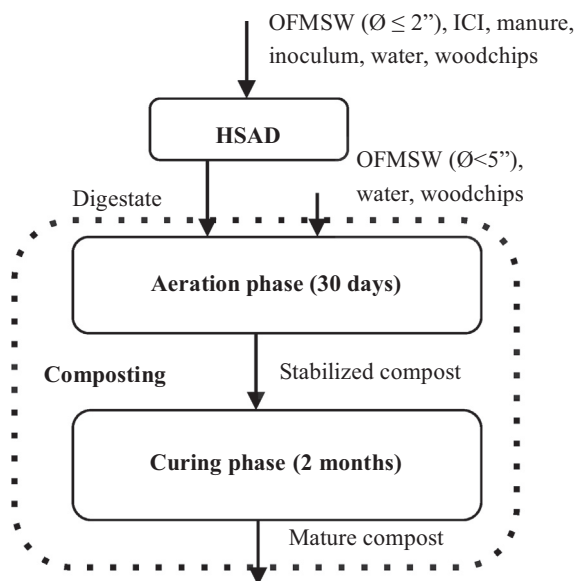 OFMSW (Ø ≤ 2”), ICI, manure,
inoculum, water, woodchips
HSAD
OFMSW (Ø<5”),
water, woodchips
Digestate
Aeration phase (30 days)
Composting
Stabilized compost
Curing phase (2 months)
Mature compost